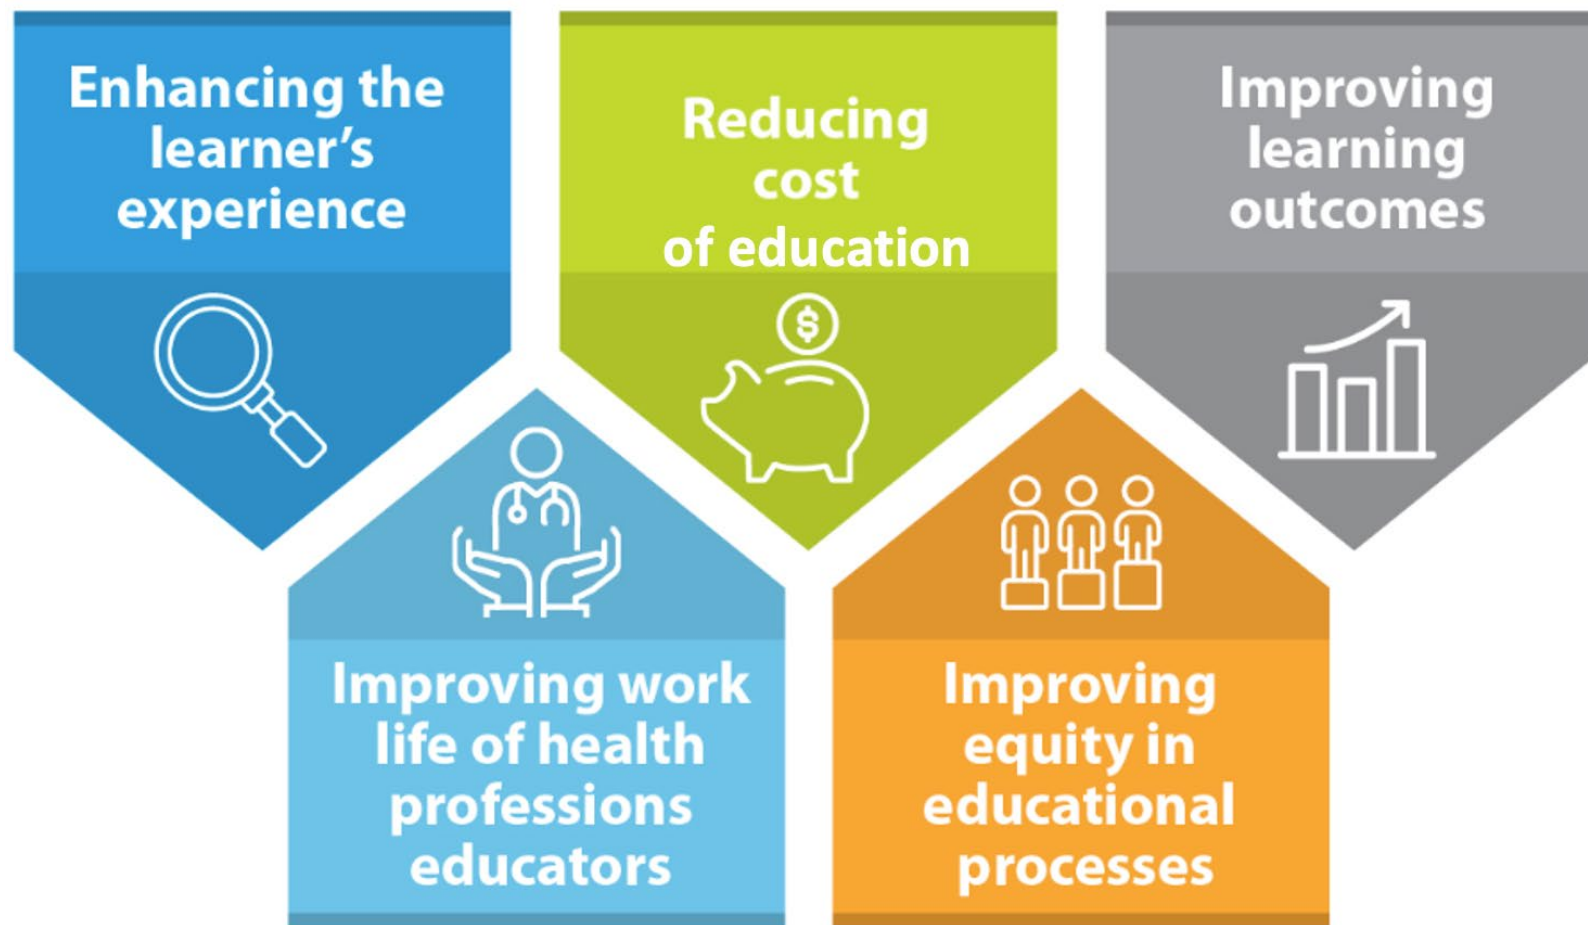 Enhancing the
learner’s
experience
Reducing
cost
of education
$
Improving
learning
outcomes
Improving work
life of health
professions
educators
Improving
equity in
educational
processes